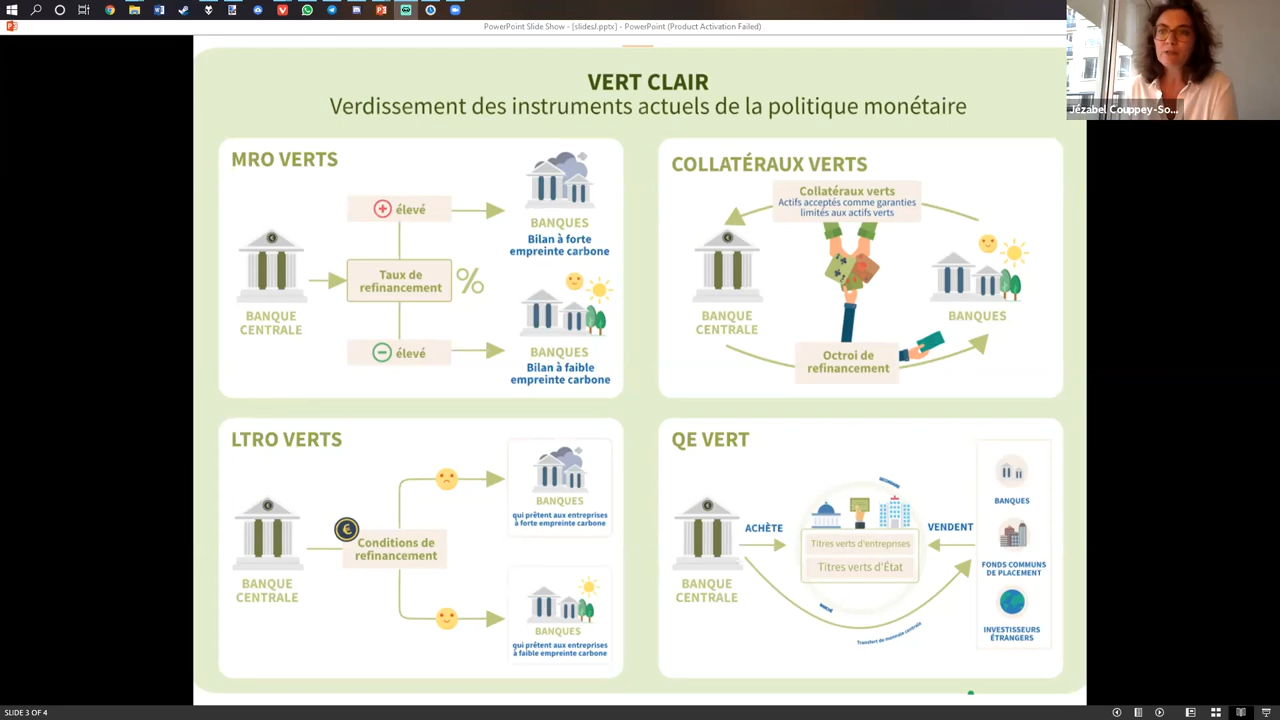 PowerPoint Slide Show - [slidesJ.pptx] - PowerPoint (Product Activation Failed)
Jézabel Couppey-So...
VERT CLAIR
Verdissement des instruments actuels de la politique monétaire
MRO VERTS
élevé
BANQUES
Bilan à forte
empreinte carbone
Taux de
refinancement
%
BANQUE
CENTRALE
élevé
BANQUES
Bilan à faible
empreinte carbone
COLLATÉRAUX VERTS
Collatéraux verts
Actifs acceptés comme garanties
limités aux actifs verts
BANQUE
CENTRALE
BANQUES
Octroi de
refinancement
LTRO VERTS
BANQUES
qui prêtent aux entreprises
à forte empreinte carbone
€
Conditions de
refinancement
BANQUE
CENTRALE
BANQUES
qui prêtent aux entreprises
à faible empreinte carbone
QE VERT
BANQUES
ACHÈTE
VENDENT
Titres verts d'entreprises
Titres verts d'État
FONDS COMMUNS
DE PLACEMENT
BANQUE
CENTRALE
INVESTISSEURS
ÉTRANGERS
Transfert de monnaie centrale
SLIDE 3 OF 4